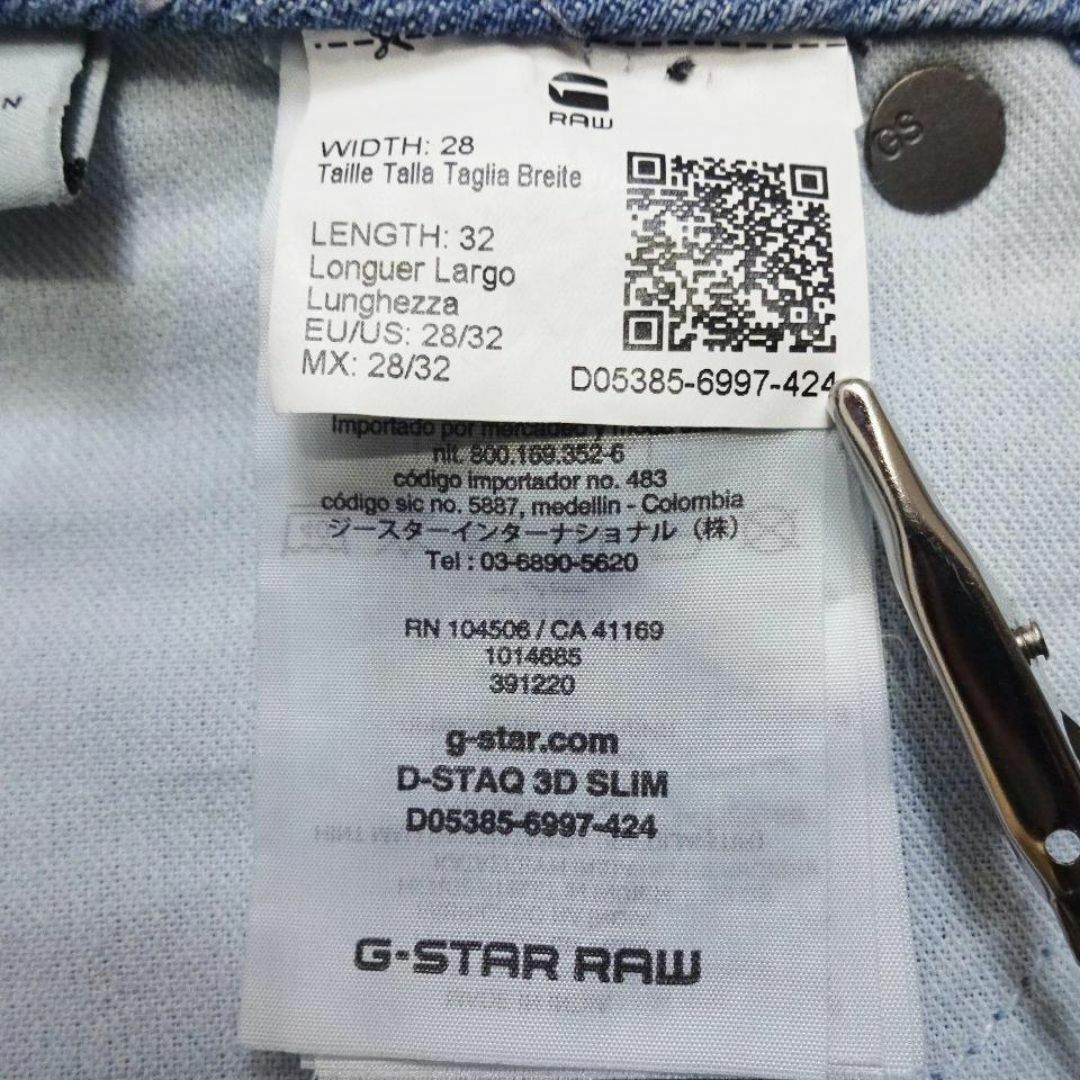 RAW
WIDTH: 28
Taille Talla Taglia Breite
LENGTH: 32
Longuer Largo
Lunghezza
EU/US: 28/32
MX: 28/32
D05385-6997-424
GS
N
Importado por mercadeo y
nit. 800.169.352-6
código importador no. 483
código sic no. 5887, medellin - Colombia
ジースターインターナショナル（株）
Tel : 03-6890-5620
RN 104506 / CA 41169
1014685
391220
g-star.com
D-STAQ 3D SLIM
D05385-6997-424
G-STAR RAW